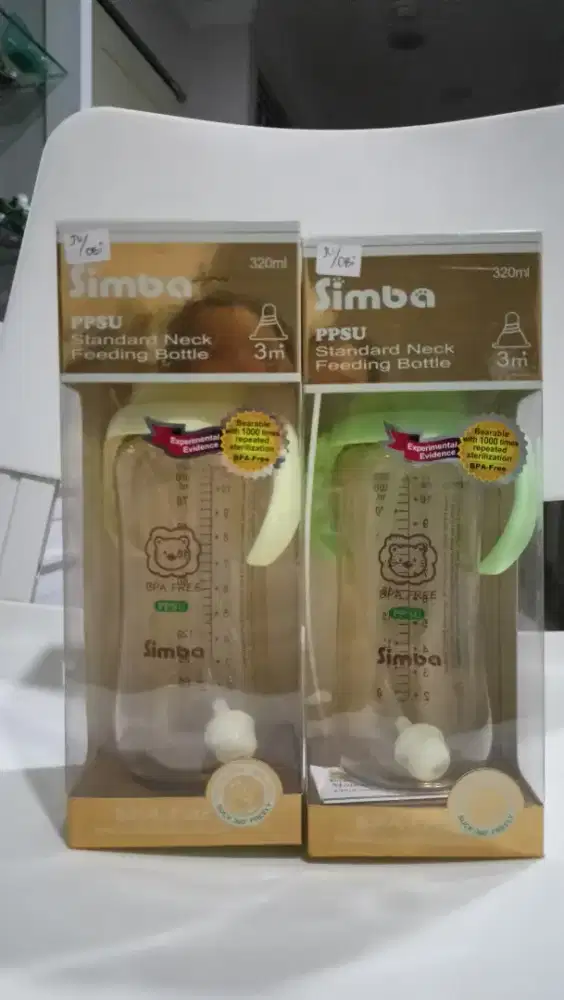 320ml
Simba
PPSU
Standard Neck
Feeding Bottle
3m+
Experimental
Evidence
Bearable
with 1000 times
repeated
sterilization
BPA-Free
BPA FREE
PPSU
Simba
320ml
Simba
PPSU
Standard Neck
Feeding Bottle
3m+
Experimental
Evidence
Bearable
with 1000 times
repeated
sterilization
BPA-Free
BPA FREE
PPSU
Simba